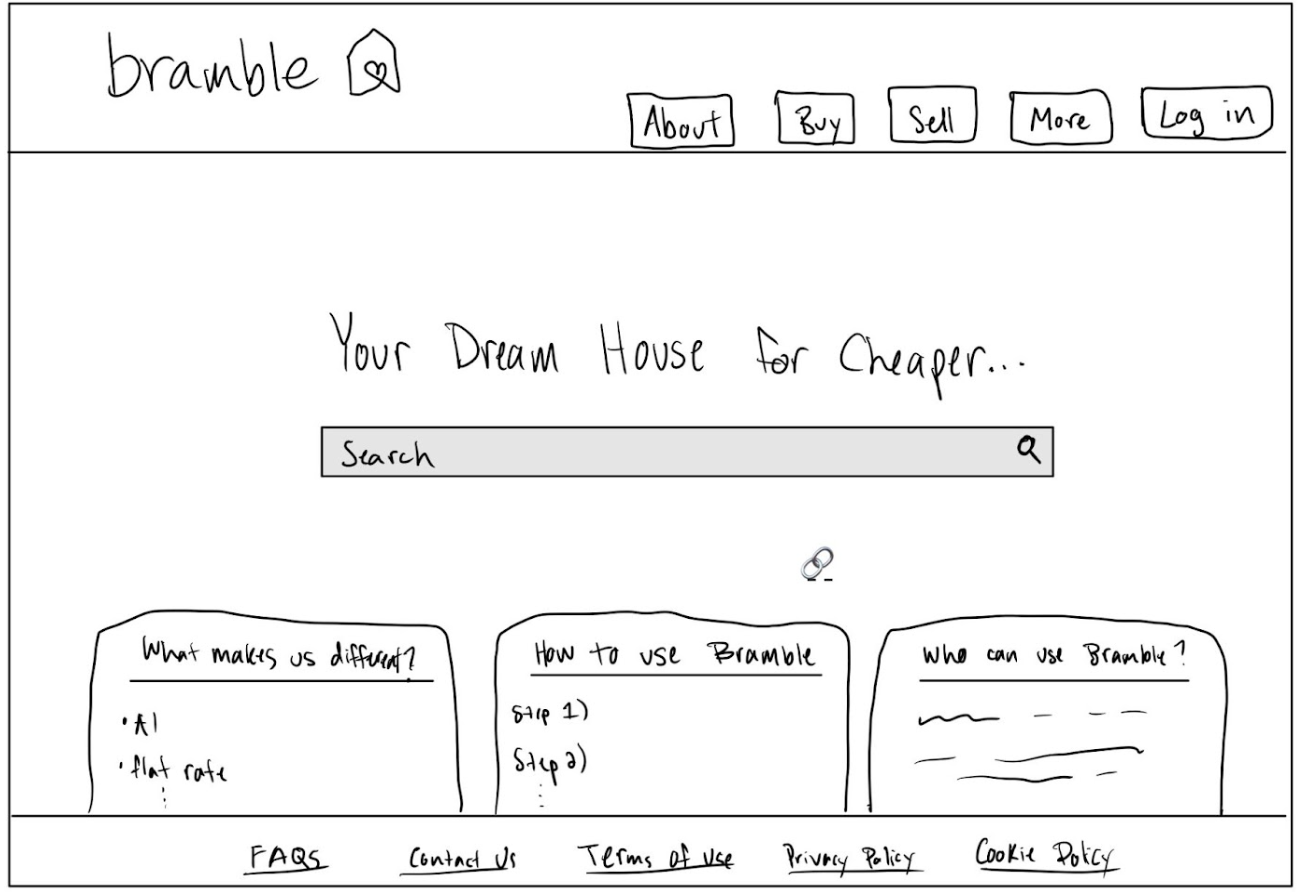 bramble
About Buy Sell More Log in
Your Dream House for Cheaper...
Search
What makes us different?
• AI
• flat rate
How to use Bramble
Step 1)
Step 2)
Who can use Bramble?
FAQS Contact Us Terms of Use Privacy Policy Cookie Policy